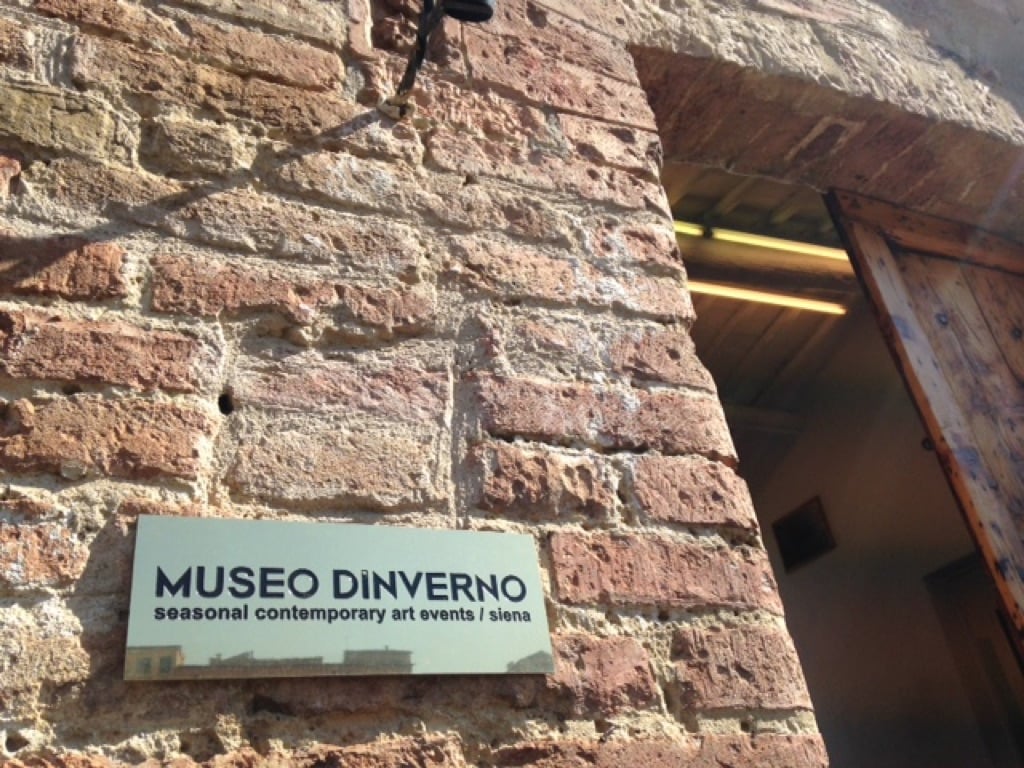 MUSEO DiNVERNO
seasonal contemporary art events / siena